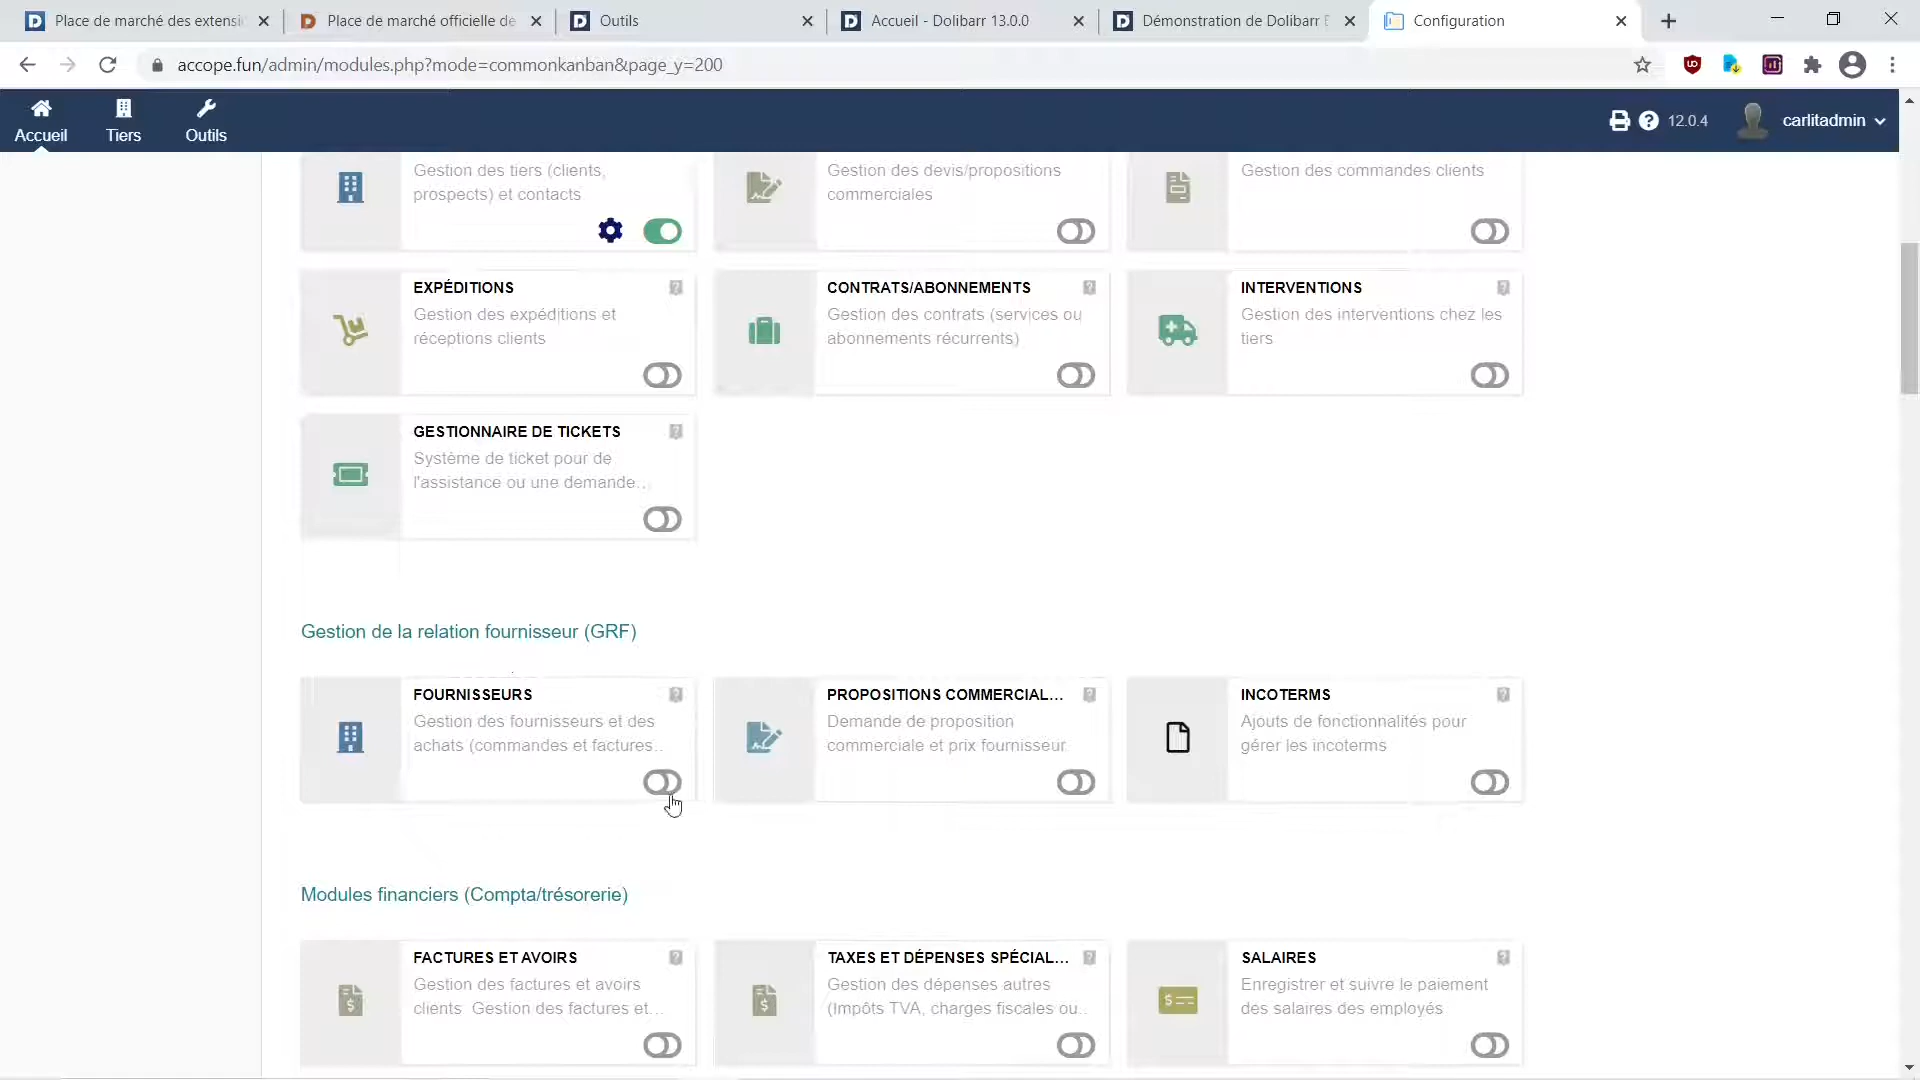 Place de marché des extensi
Place de marché officielle de
Outils
Accueil - Dolibarr 13.0.0
Démonstration de Dolibarr E
Configuration
accope.fun/admin/modules.php?mode=commonkanban&page_y=200
Accueil
Tiers
Outils
12.0.4
carlitadmin
Gestion des tiers (clients,
prospects) et contacts
Gestion des devis/propositions
commerciales
Gestion des commandes clients
EXPÉDITIONS
Gestion des expéditions et
réceptions clients
CONTRATS/ABONNEMENTS
Gestion des contrats (services ou
abonnements récurrents)
INTERVENTIONS
Gestion des interventions chez les
tiers
GESTIONNAIRE DE TICKETS
Système de ticket pour de
l'assistance ou une demande...
Gestion de la relation fournisseur (GRF)
FOURNISSEURS
Gestion des fournisseurs et des
achats (commandes et factures..
PROPOSITIONS COMMERCIAL...
Demande de proposition
commerciale et prix fournisseur
INCOTERMS
Ajouts de fonctionnalités pour
gérer les incoterms
Modules financiers (Compta/trésorerie)
FACTURES ET AVOIRS
Gestion des factures et avoirs
clients Gestion des factures et...
TAXES ET DÉPENSES SPÉCIAL...
Gestion des dépenses autres
(Impôts TVA, charges fiscales ou...
SALAIRES
Enregistrer et suivre le paiement
des salaires des employés